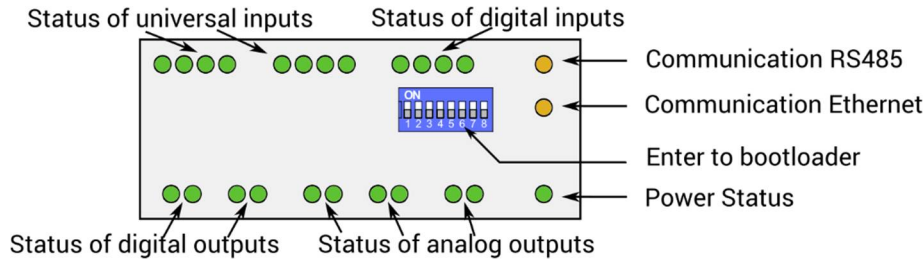 Status of universal inputs
Status of digital inputs
Communication RS485
ON
1 2 3 4 5 6 7 8
Communication Ethernet
Enter to bootloader
Power Status
Status of digital outputs
Status of analog outputs